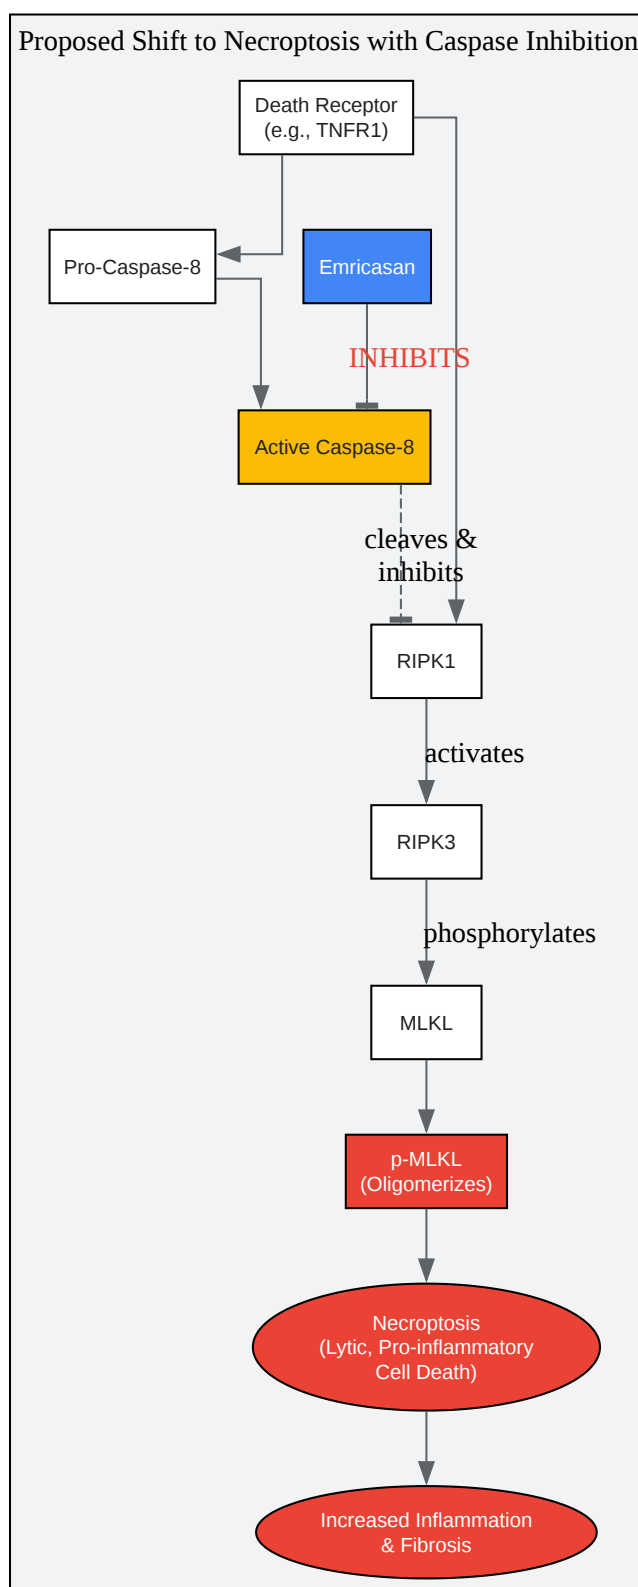 Proposed Shift to Necroptosis with Caspase Inhibition
Death Receptor
(e.g., TNFR1)
Pro-Caspase-8
Emricasan
INHIBITS
Active Caspase-8
cleaves &
inhibits
RIPK1
activates
RIPK3
phosphorylates
MLKL
p-MLKL
(Oligomerizes)
Necroptosis
(Lytic, Pro-inflammatory
Cell Death)
Increased Inflammation
& Fibrosis